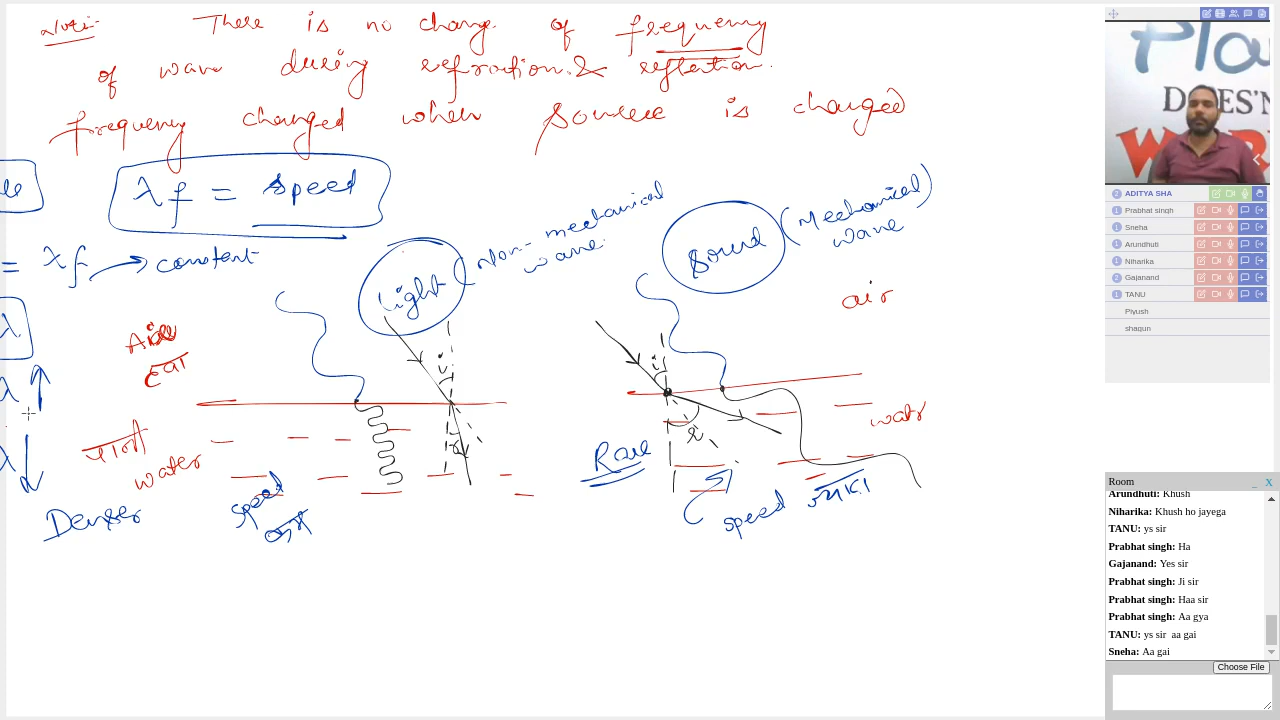 Note:- There is no change of frequency
of wave during refraction & reflection.
frequency changed when source is changed
λf = speed
= λf → constant
λ
λ ↑
λ ↓
Light (Non-mechanical
wave
Sound (Mechanical)
wave
air
Air
i
i
r
r
पानी
water
water
Rare
Denser
speed
speed
DOES'N
ADITYA SHA
Prabhat singh
Sneha
Arundhuti
Niharika
Gajanand
TANU
Piyush
shaqun
Room
_ X
Arundhuti: Khush
Niharika: Khush ho jayega
TANU: ys sir
Prabhat singh: Ha
Gajanand: Yes sir
Prabhat singh: Ji sir
Prabhat singh: Haa sir
Prabhat singh: Aa gya
TANU: ys sir aa gai
Sneha: Aa gai
Choose File